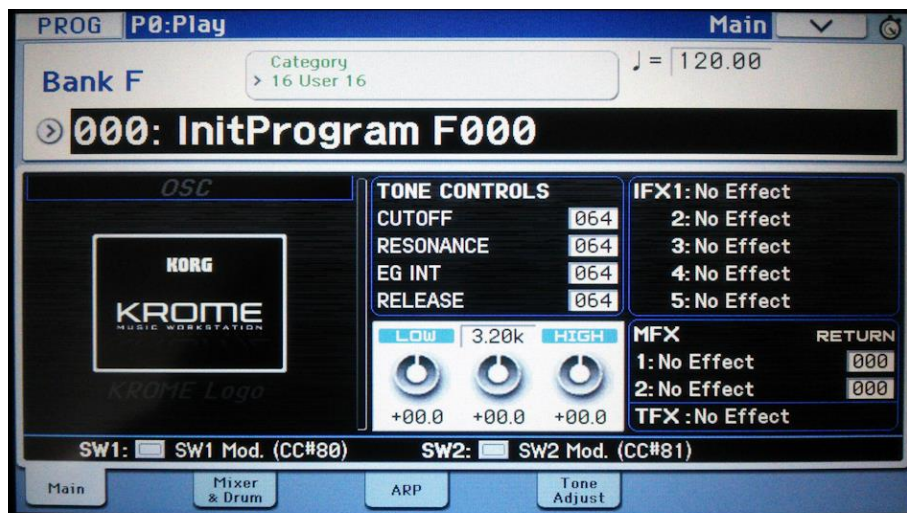 PROG P0:Play Main
Bank F
Category
> 16 User 16
♩ = 120.00
000: InitProgram F000
OSC
KORG
KROME
MUSIC WORKSTATION
KROME Logo
TONE CONTROLS
CUTOFF 064
RESONANCE 064
EG INT 064
RELEASE 064
LOW 3.20k HIGH
+00.0 +00.0 +00.0
IFX1: No Effect
2: No Effect
3: No Effect
4: No Effect
5: No Effect
MFX RETURN
1: No Effect 000
2: No Effect 000
TFX : No Effect
SW1: SW1 Mod. (CC#80) SW2: SW2 Mod. (CC#81)
Main
Mixer
& Drum
ARP
Tone
Adjust